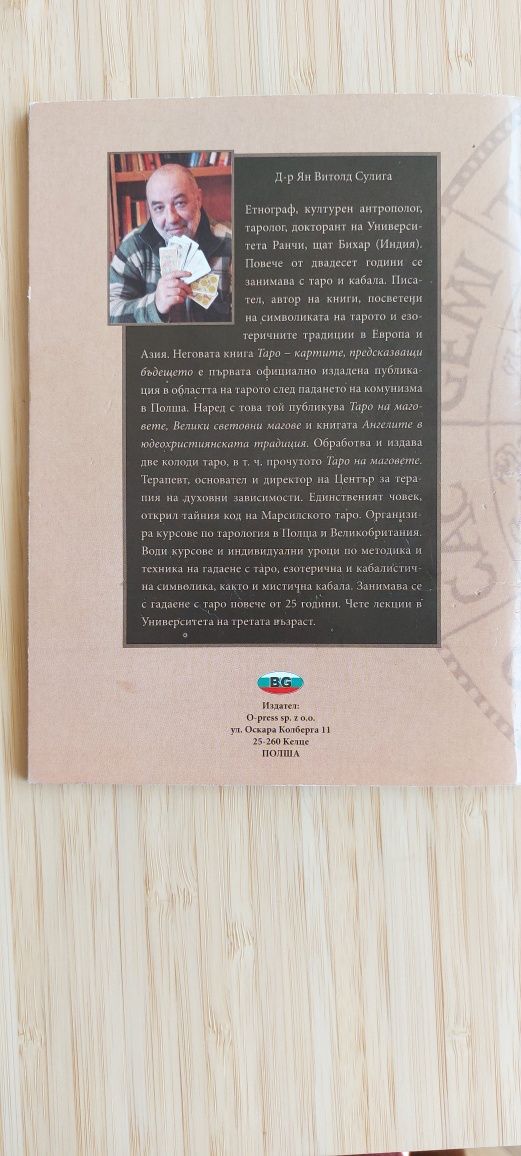 Д-р Ян Витолд Сулига
Етнограф, културен антрополог,
таролог, докторант на Универси-
тета Ранчи, щат Бихар (Индия).
Повече от двадесет години се
занимава с таро и кабала. Писа-
тел, автор на книги, посветени
на символиката на тарото и езо-
теричните традиции в Европа и
Азия. Неговата книга Таро – картите, предсказващи
бъдещето е първата официално издадена публика-
ция в областта на тарото след падането на комунизма
в Полша. Наред с това той публикува Таро на маго-
вете, Велики световни магове и книгата Ангелите в
юдеохристиянската традиция. Обработва и издава
две колоди таро, в т. ч. прочутото Таро на маговете.
Терапевт, основател и директор на Център за тера-
пия на духовни зависимости. Единственият човек,
открил тайния код на Марсилското таро. Организи-
ра курсове по тарология в Полша и Великобритания.
Води курсове и индивидуални уроци по методика и
техника на гадаене с таро, езотерична и кабалистич-
на символика, както и мистична кабала. Занимава се
с гадаене с таро повече от 25 години. Чете лекции в
Университета на третата възраст.
GEMI
CAC
BG
Издател:
O-press sp. z o.o.
ул. Оскара Колберга 11
25-260 Келце
ПОЛША